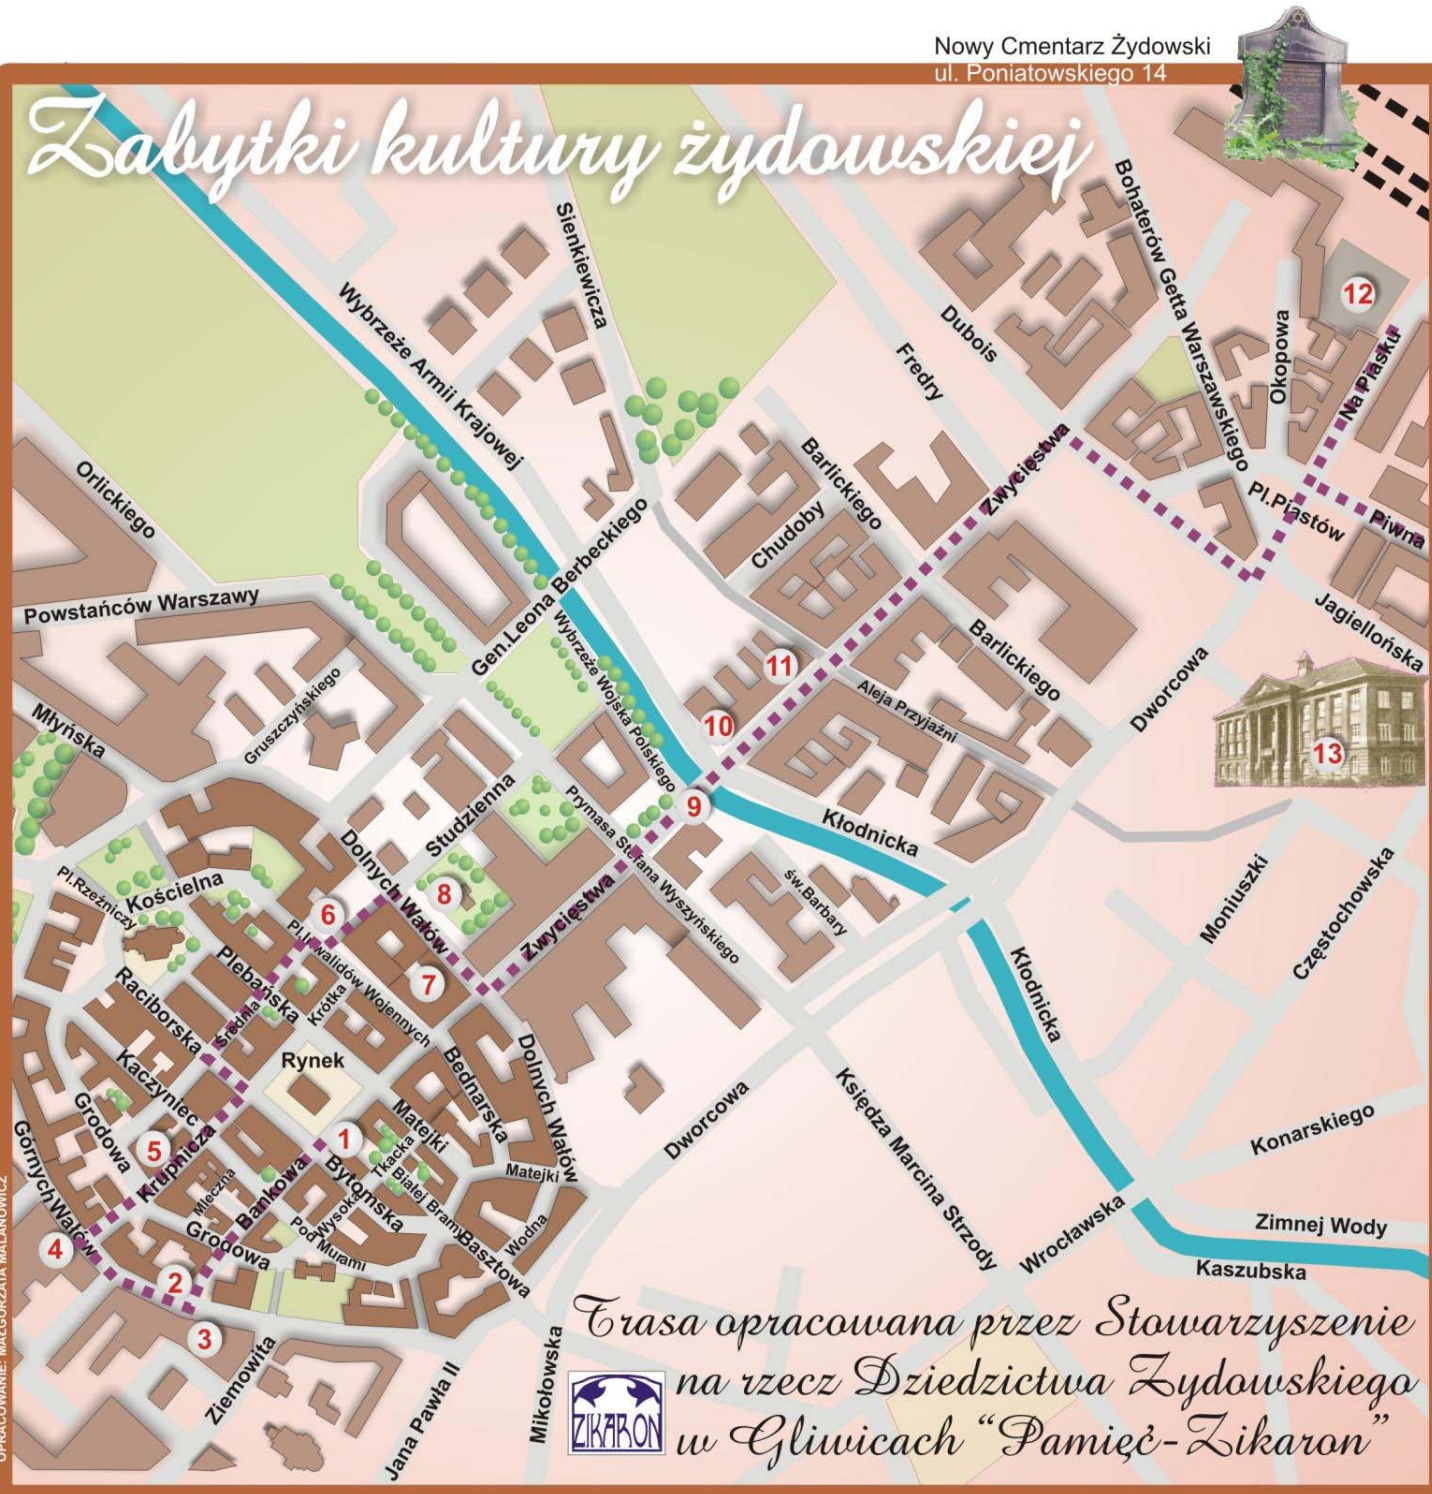 Nowy Cmentarz Żydowski
ul. Poniatowskiego 14
Zabytki kultury żydowskiej
Bohaterów Getta Warszawskiego
Sienkiewicza
12
Wybrzeże Armii Krajowej
Dubois
Okopowa
Na Piasku
Fredry
Zwycięstwa
Barlickiego
Orlickiego
Pl.Piastów
Piwna
Chudoby
Gen.Leona Berbeckiego
Powstańców Warszawy
Jagiellońska
Wybrzeże Wojska Polskiego
Barlickiego
Gruszczyńskiego
11
Dworcowa
Młyńska
Aleja Przyjaźni
10
13
Studzienna
Prymasa Stefana Wyszyńskiego
9
Kłodnicka
Dolnych Wałów
Pl.Rzeźniczy
Kościelna
8
św.Barbary
Moniuszki
Częstochowska
6
Zwycięstwa
Pl.Inwalidów Wojennych
Plebańska
7
Raciborska
Krótka
Średnia
Kłodnicka
Rynek
Bednarska
Dolnych Wałów
Kaczyniec
Grodowa
Matejki
Dworcowa
Księdza Marcina Strzody
Konarskiego
1
5
Górnych Wałów
Krupnicza
Tkacka
Bytomska
Matejki
Mleczna
Bankowa
Białej Bramy
Wysoka
Pod Murami
Grodowa
Basztowa
Wodna
Wrocławska
Zimnej Wody
Kaszubska
4
2
3
Ziemowita
Jana Pawła II
Mikołowska
Trasa opracowana przez Stowarzyszenie
na rzecz Dziedzictwa Żydowskiego
w Gliwicach “Pamięć-Zikaron”
ZIKARON
OPRACOWANIE: MAŁGORZATA MALANOWICZ